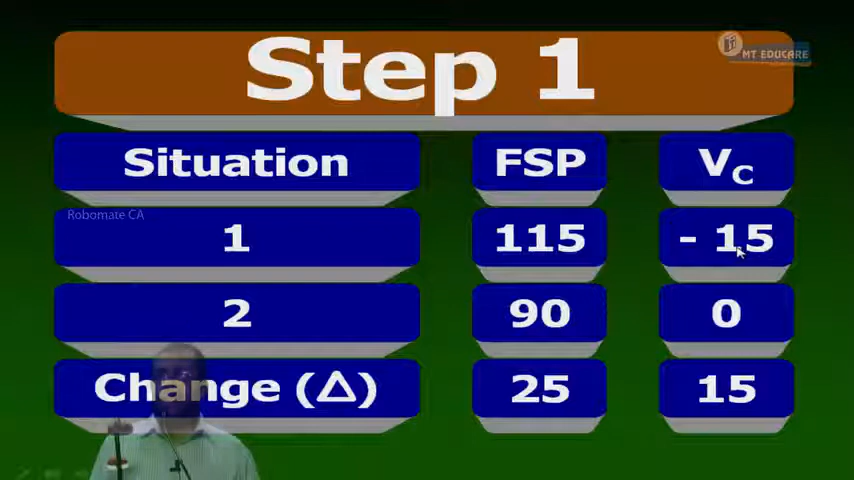 MT EDUCARE
Step 1
Situation FSP VC
Robomate CA
1 115 - 15
2 90 0
Change (Δ) 25 15